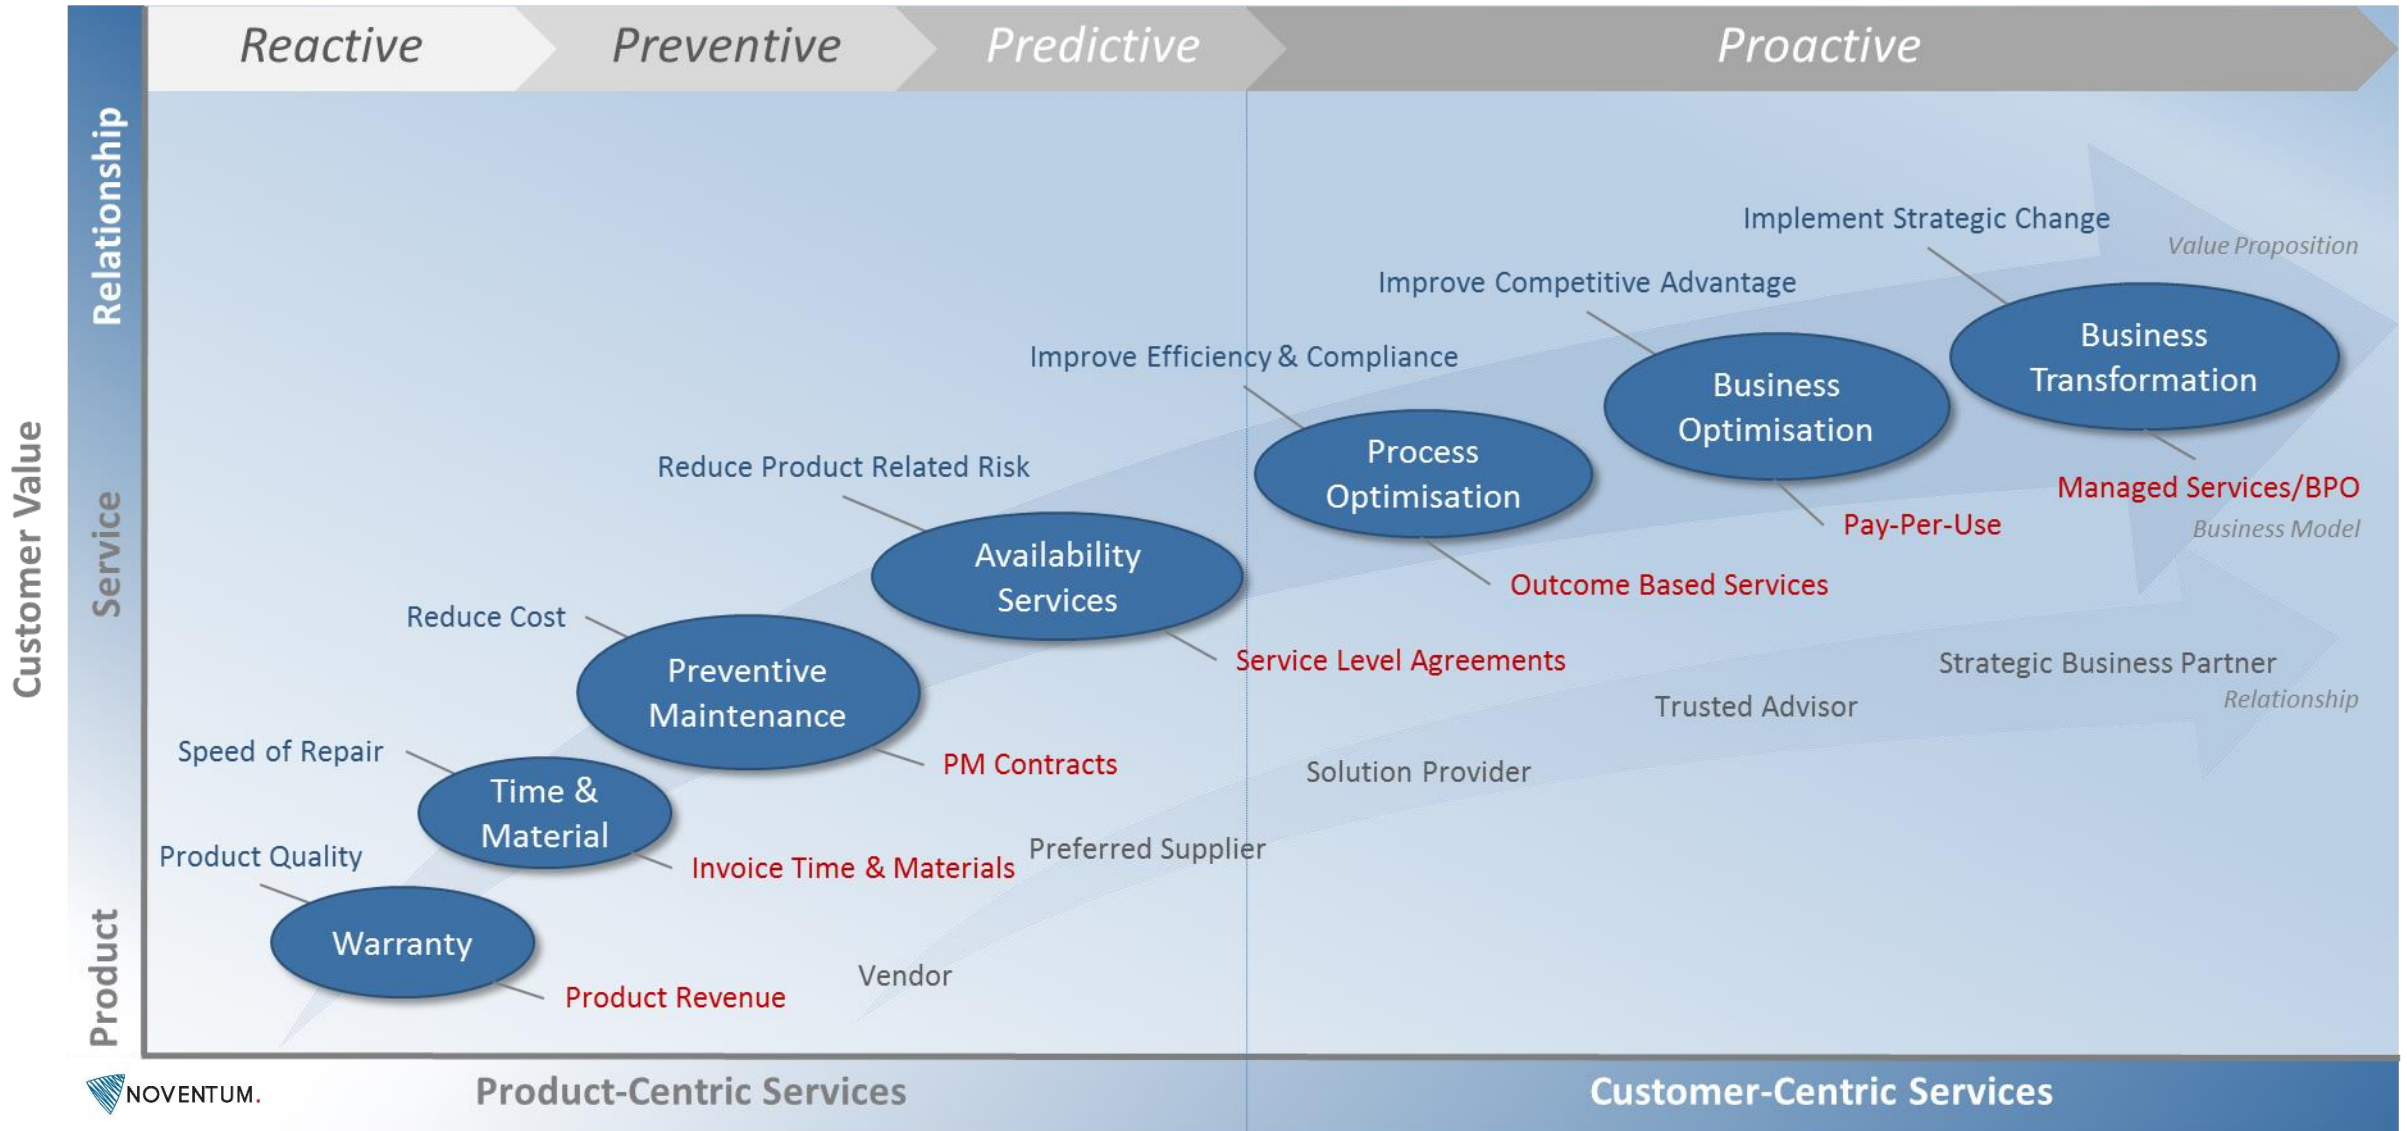 Reactive
Preventive
Predictive
Proactive
Customer Value
Relationship
Service
Product
Implement Strategic Change
Value Proposition
Improve Competitive Advantage
Business
Transformation
Improve Efficiency & Compliance
Business
Optimisation
Process
Optimisation
Reduce Product Related Risk
Managed Services/BPO
Pay-Per-Use
Business Model
Availability
Services
Outcome Based Services
Reduce Cost
Service Level Agreements
Strategic Business Partner
Relationship
Preventive
Maintenance
Trusted Advisor
Speed of Repair
PM Contracts
Solution Provider
Time &
Material
Product Quality
Invoice Time & Materials
Preferred Supplier
Warranty
Vendor
Product Revenue
NOVENTUM.
Product-Centric Services
Customer-Centric Services